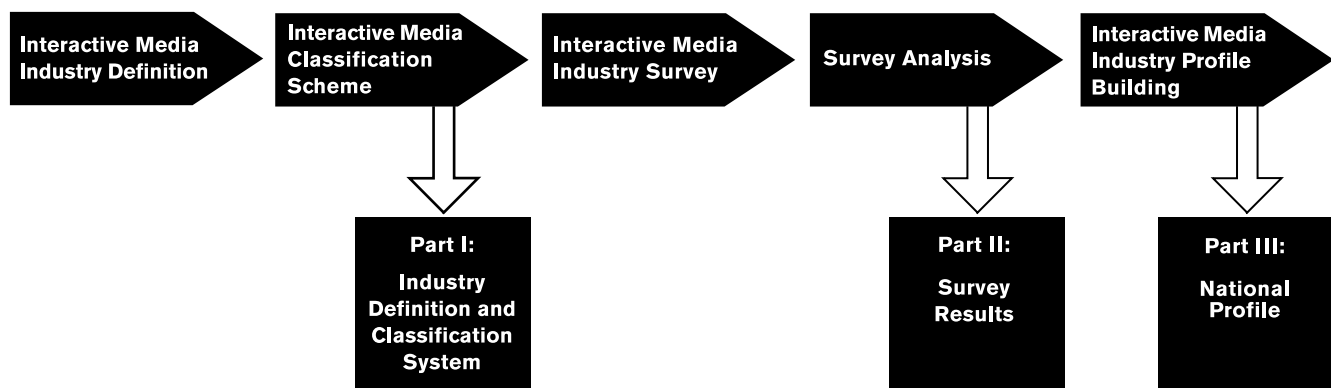 Interactive Media
Industry Definition
Interactive Media
Classification
Scheme
Interactive Media
Industry Survey
Survey Analysis
Interactive Media
Industry Profile
Building
Part I:
Industry
Definition and
Classification
System
Part II:
Survey
Results
Part III:
National
Profile